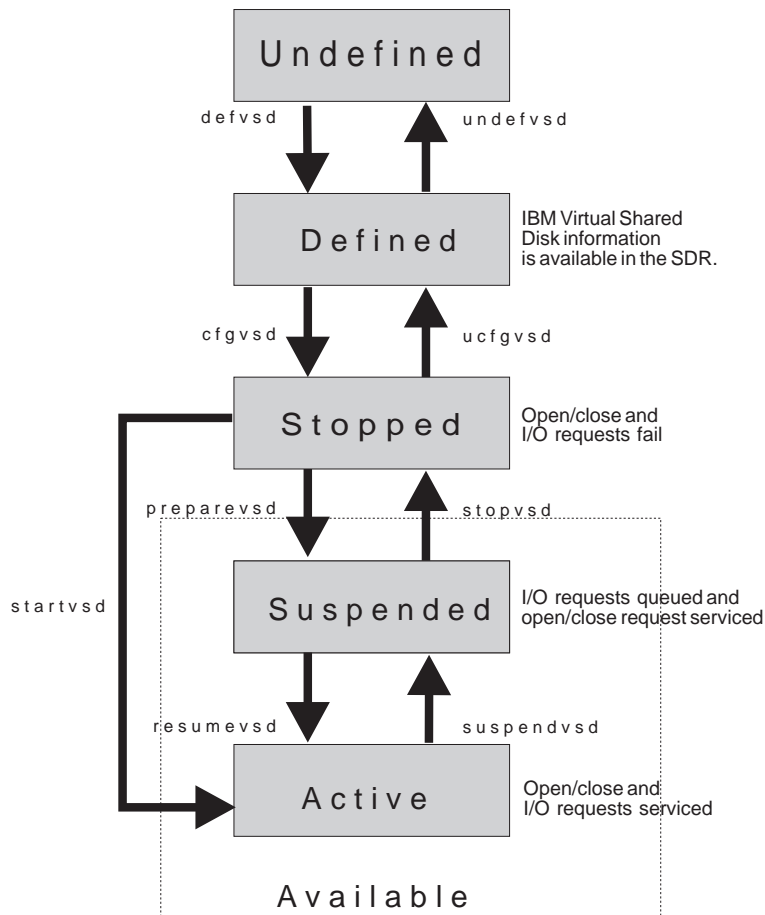 Undefined
defvsd
undefvsd
Defined
IBM Virtual Shared
Disk information
is available in the SDR.
cfgvsd
ucfgvsd
Stopped
Open/close and
I/O requests fail
preparevsd
stopvsd
startvsd
Suspended
I/O requests queued and
open/close request serviced
resumevsd
suspendvsd
Active
Open/close and
I/O requests serviced
Available